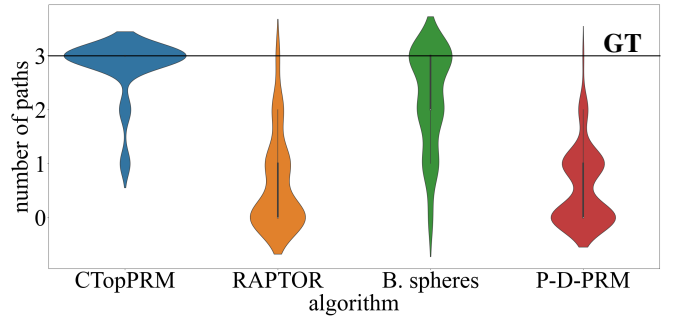 GT
number of paths
3
2
1
0
CTopPRM RAPTOR B. spheres P-D-PRM
algorithm